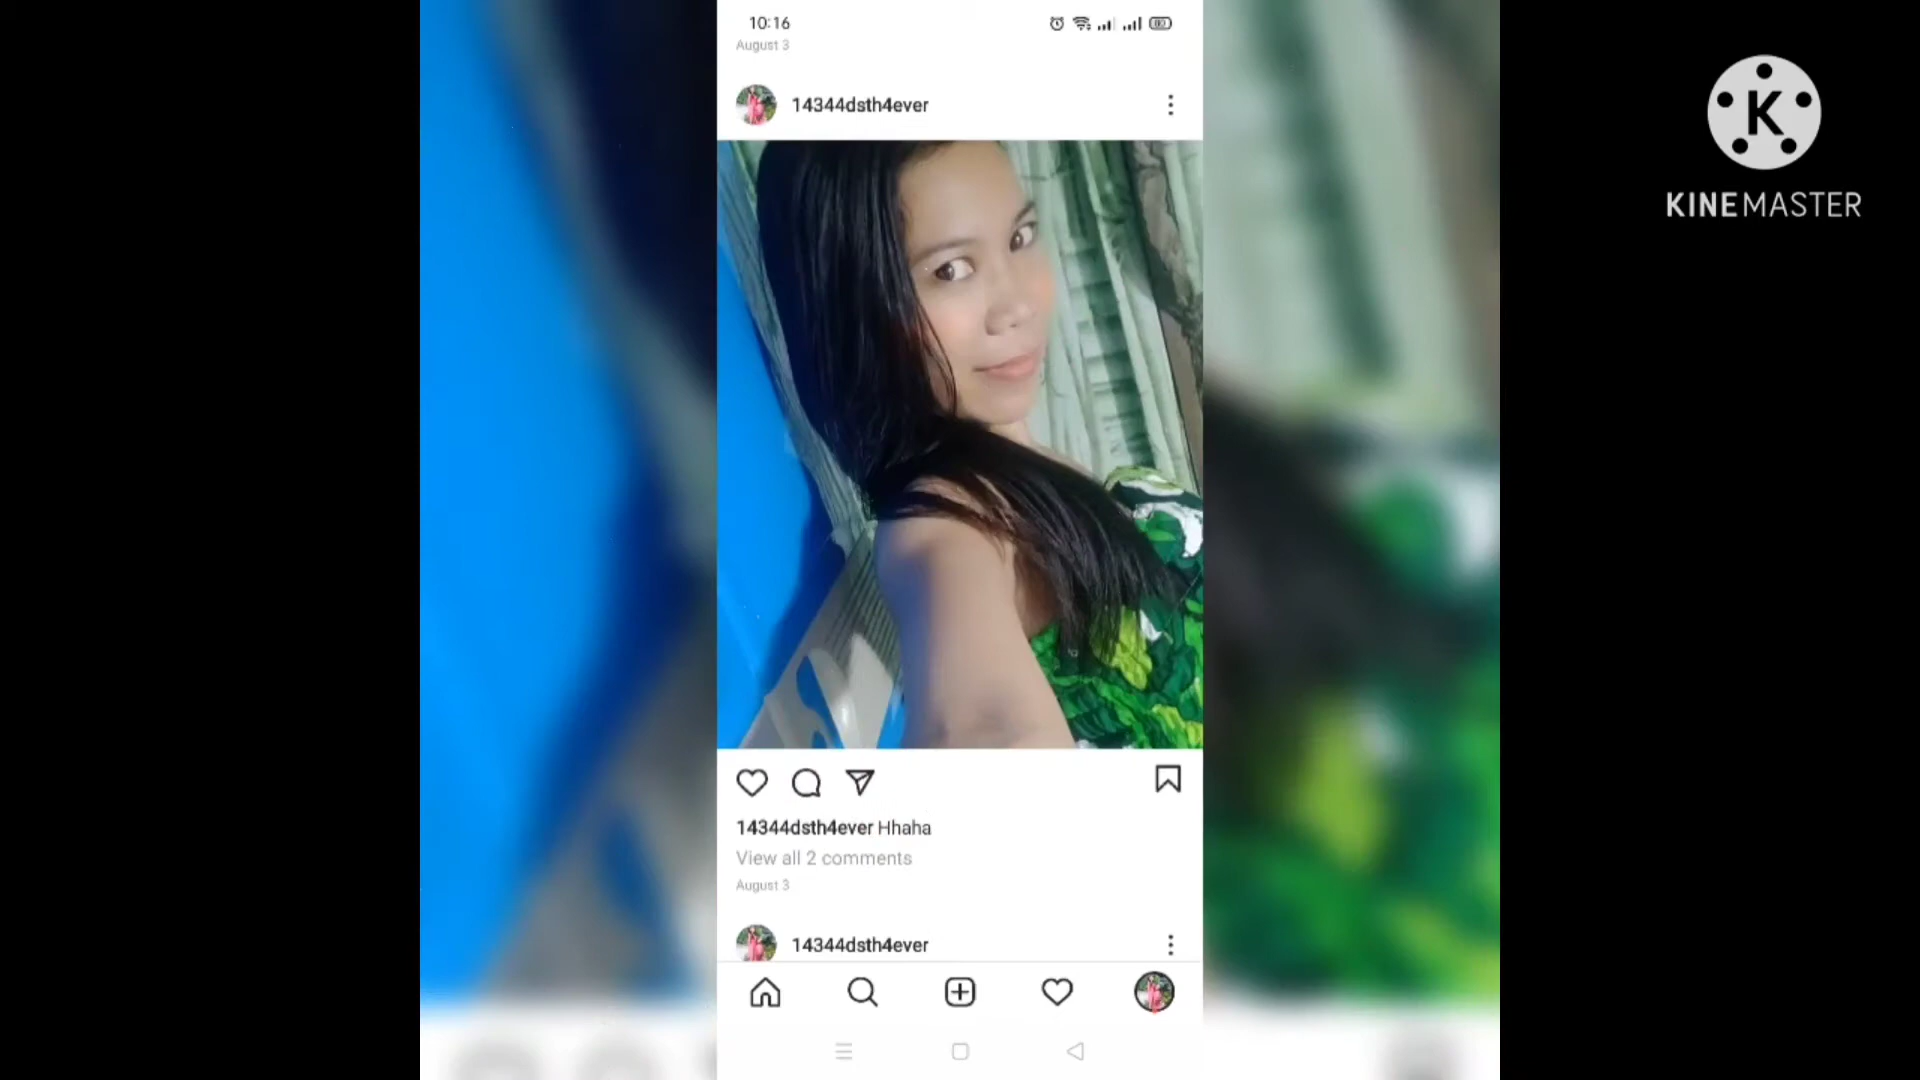 10:16
August 3
14344dsth4ever
K
KINEMASTER
14344dsth4ever Hhaha
View all 2 comments
August 3
14344dsth4ever